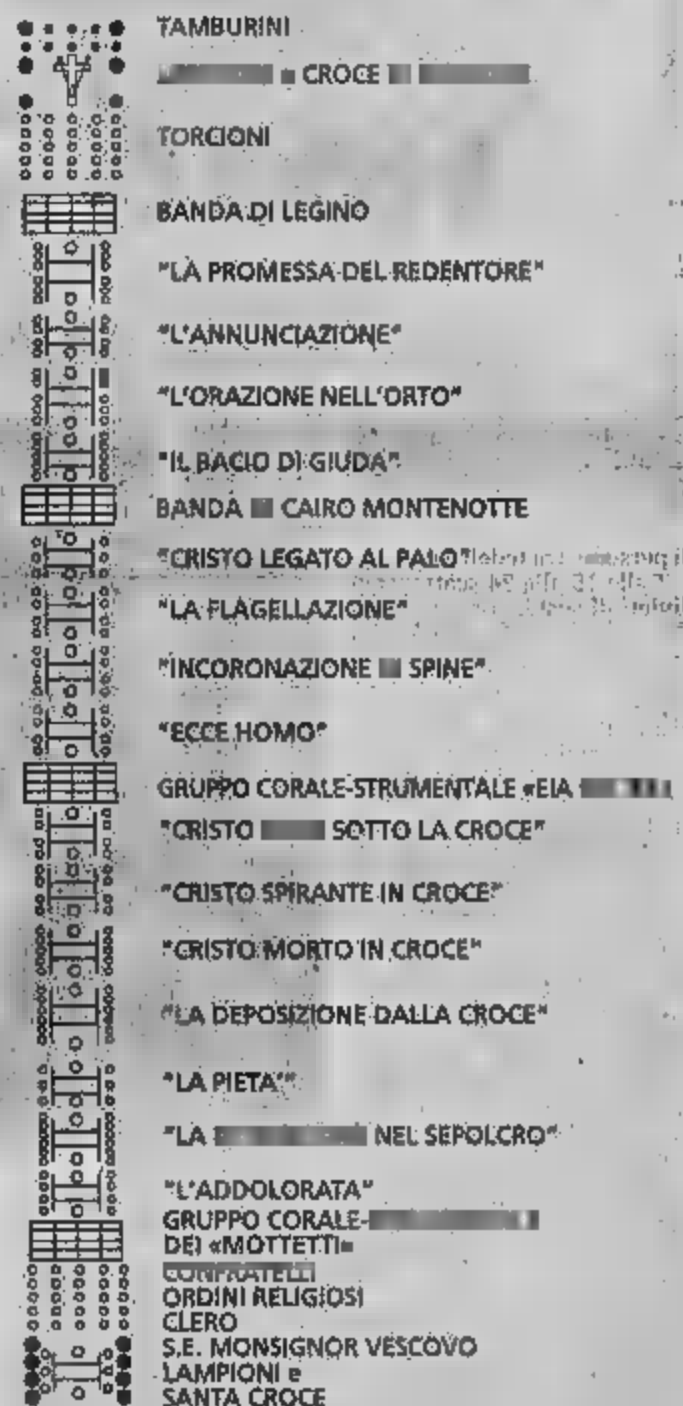 TAMBURINI
CROCE
TORCIONI
BANDA DI LEGINO
"LA PROMESSA DEL REDENTORE"
"L'ANNUNCIAZIONE"
"L'ORAZIONE NELL'ORTO"
"IL BACIO DI GIUDA"
BANDA CAIRO MONTENOTTE
"CRISTO LEGATO AL PALO"
"LA FLAGELLAZIONE"
"INCORONAZIONE SPINE"
"ECCE HOMO"
GRUPPO CORALE-STRUMENTALE «EIA
"CRISTO SOTTO LA CROCE"
"CRISTO SPIRANTE IN CROCE"
"CRISTO MORTO IN CROCE"
"LA DEPOSIZIONE DALLA CROCE"
"LA PIETA'"
"LA NEL SEPOLCRO"
"L'ADDOLORATA"
GRUPPO CORALE-
DEI «MOTTETTI»
CONFRATELLI
ORDINI RELIGIOSI
CLERO
S.E. MONSIGNOR VESCOVO
LAMPIONI e
SANTA CROCE